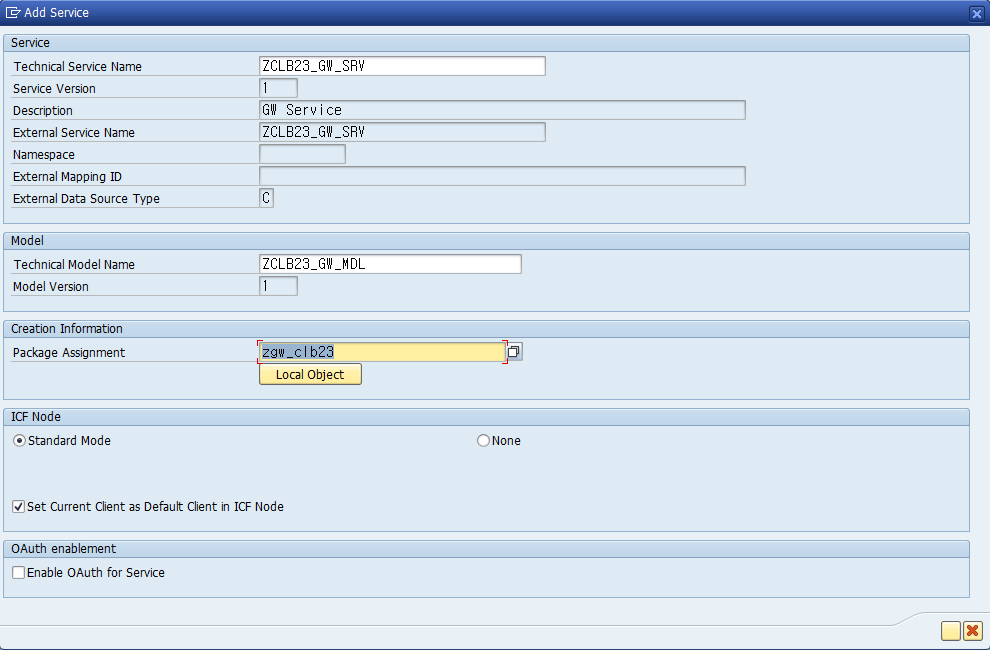 Add Service
Service
Technical Service Name ZCLB23_GW_SRV
Service Version 1
Description GW Service
External Service Name ZCLB23_GW_SRV
Namespace
External Mapping ID
External Data Source Type C
Model
Technical Model Name ZCLB23_GW_MDL
Model Version 1
Creation Information
Package Assignment zgw_clb23
Local Object
ICF Node
Standard Mode None
Set Current Client as Default Client in ICF Node
OAuth enablement
Enable OAuth for Service